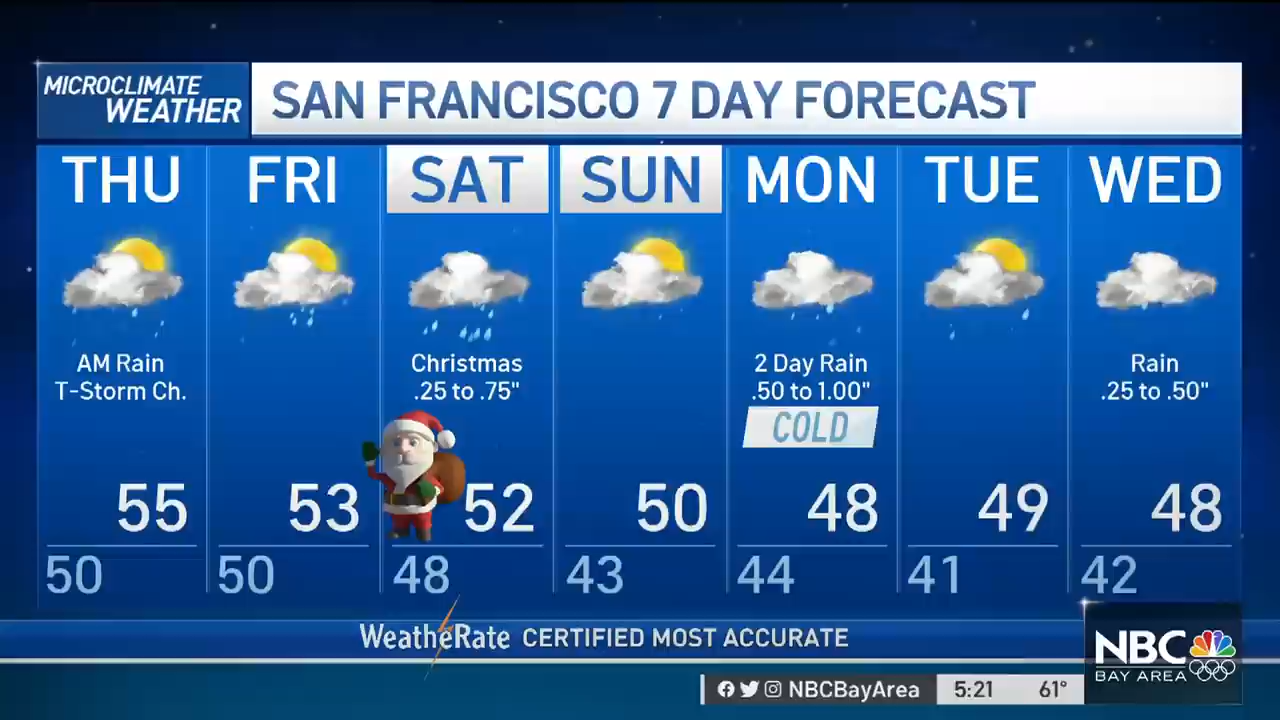 MICROCLIMATE
WEATHER
SAN FRANCISCO 7 DAY FORECAST
THU
FRI
SAT
SUN
MON
TUE
WED
AM Rain
T-Storm Ch.
Christmas
.25 to .75"
2 Day Rain
.50 to 1.00"
COLD
Rain
.25 to .50"
55
53
52
50
48
49
48
50
50
48
43
44
41
42
WeatheRate CERTIFIED MOST ACCURATE
NBC
BAY AREA
NBCBayArea
5:21
61°